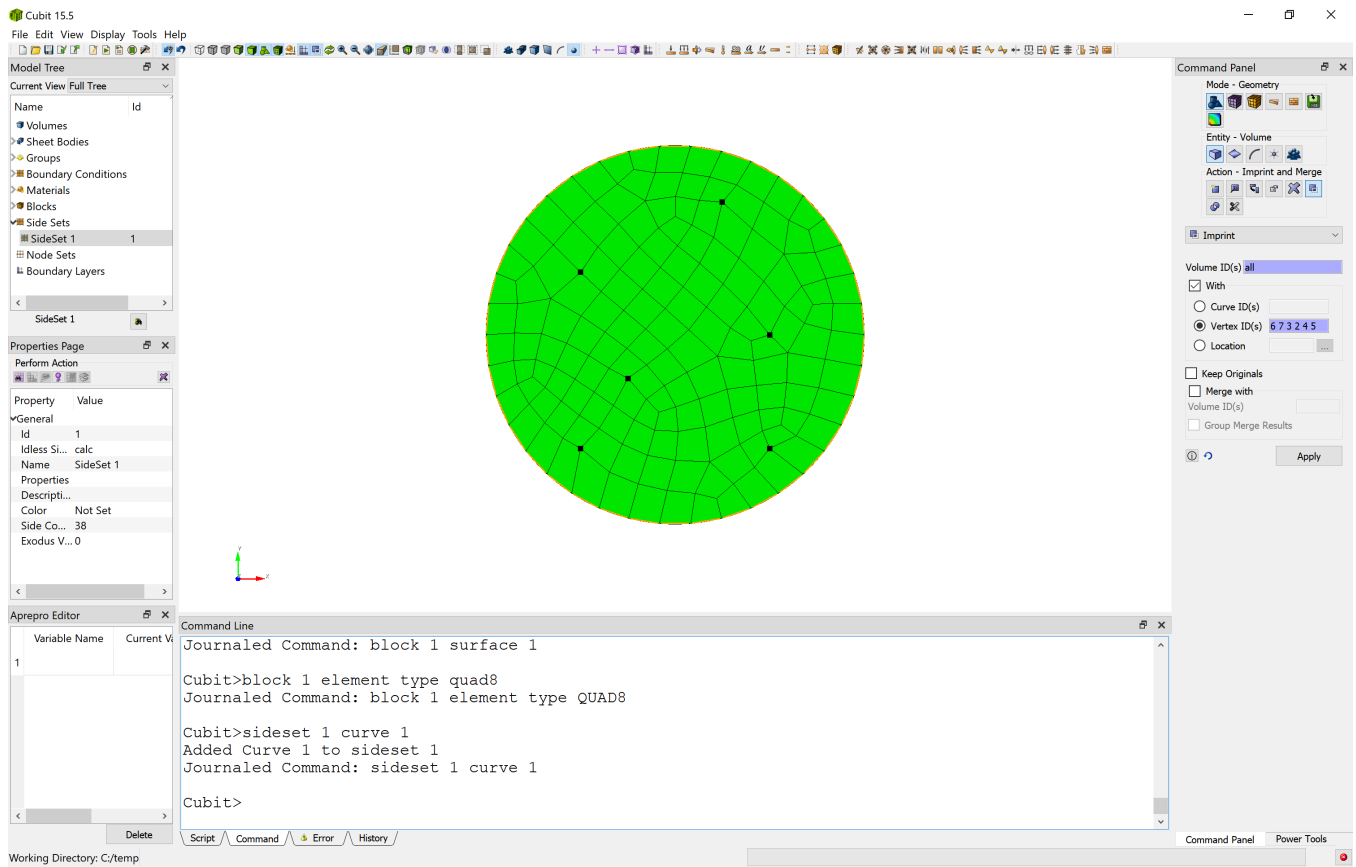 Cubit 15.5
File Edit View Display Tools Help
Model Tree
Current View Full Tree
Name Id
Volumes
Sheet Bodies
Groups
Boundary Conditions
Materials
Blocks
Side Sets
SideSet 1 1
Node Sets
Boundary Layers
SideSet 1
Properties Page
Perform Action
Property Value
General
Id 1
Idless Si... calc
Name SideSet 1
Properties
Descripti...
Color Not Set
Side Co... 38
Exodus V... 0
Aprepro Editor
Variable Name Current Va
1
Delete
Working Directory: C:/temp
Y
X
Command Line
Journaled Command: block 1 surface 1
Cubit>block 1 element type quad8
Journaled Command: block 1 element type QUAD8
Cubit>sideset 1 curve 1
Added Curve 1 to sideset 1
Journaled Command: sideset 1 curve 1
Cubit>
Script Command Error History
Command Panel
Mode - Geometry
Entity - Volume
Action - Imprint and Merge
Imprint
Volume ID(s) all
With
Curve ID(s)
Vertex ID(s) 6 7 3 2 4 5
Location ...
Keep Originals
Merge with
Volume ID(s)
Group Merge Results
Apply
Command Panel Power Tools